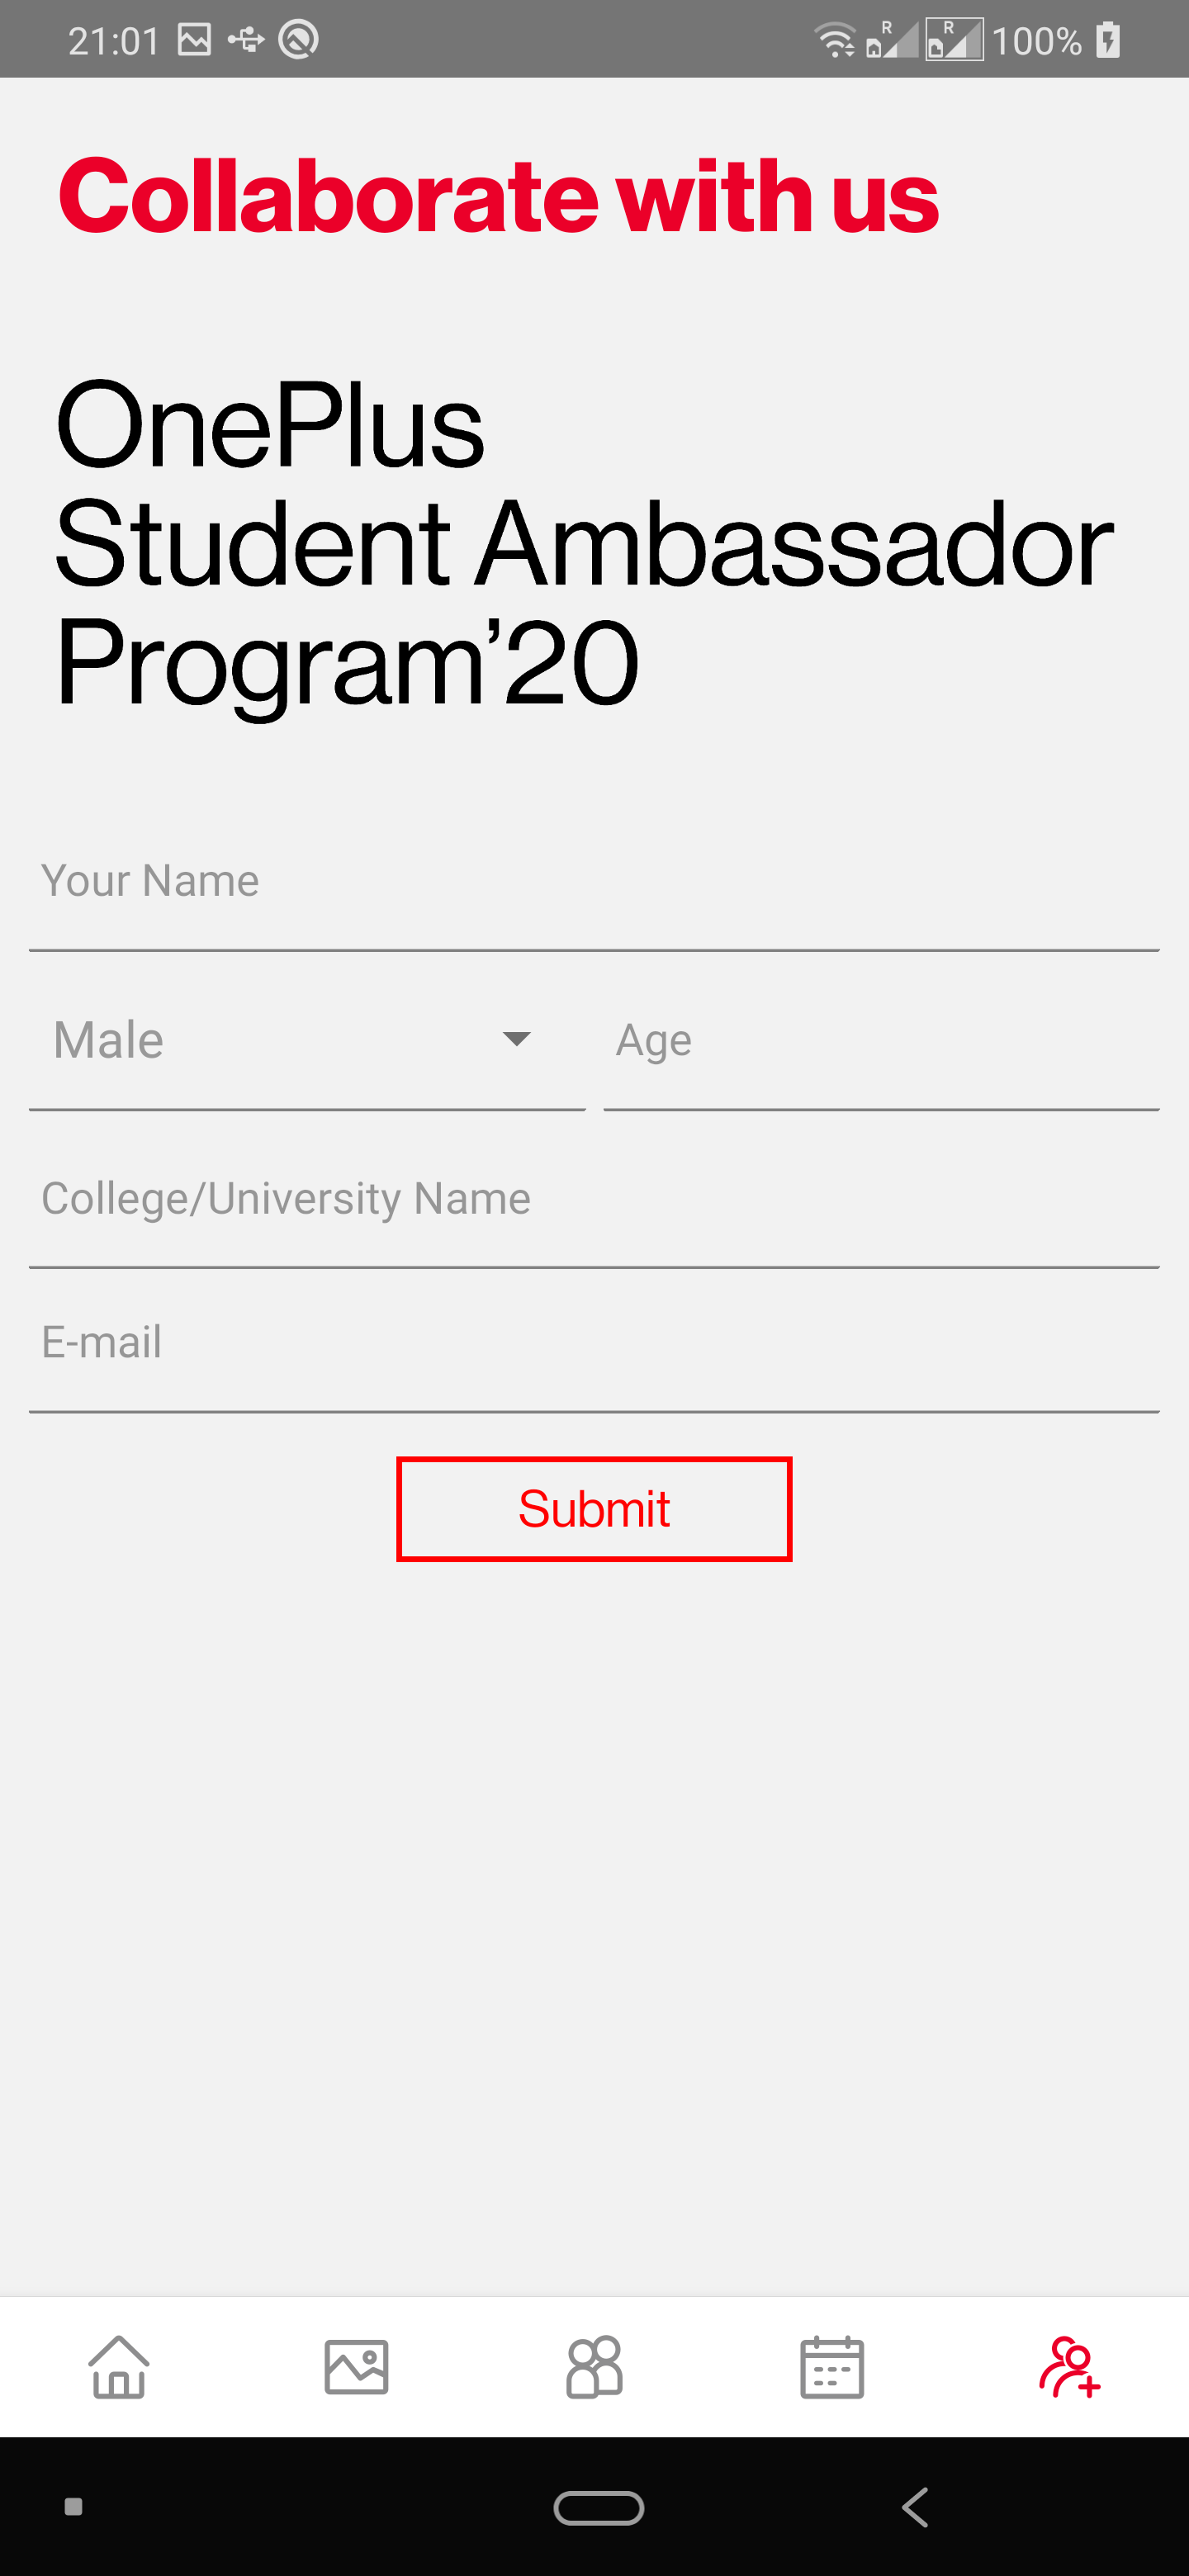 21:01
R
R
100%
Collaborate with us
OnePlus
Student Ambassador
Program’20
Your Name
Male
Age
College/University Name
E-mail
Submit